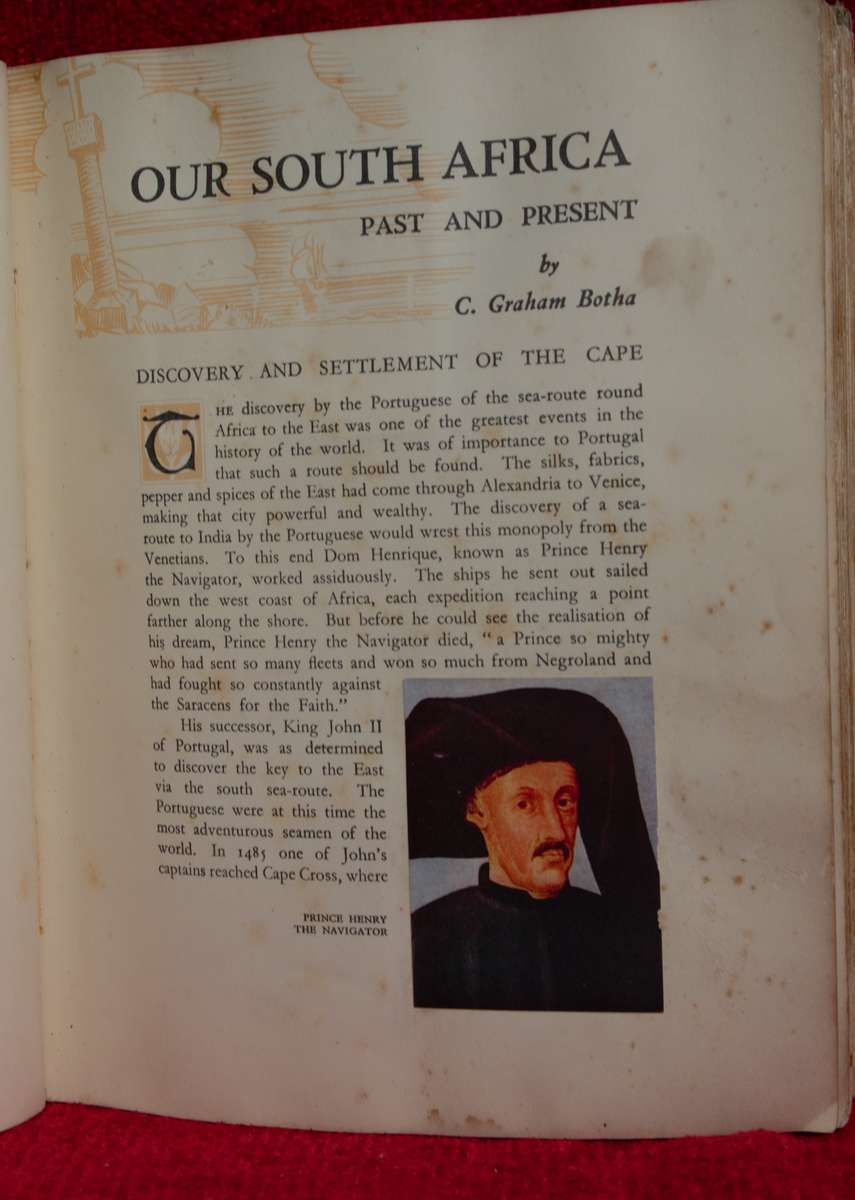 OUR SOUTH AFRICA
PAST AND PRESENT
by
C. Graham Botha
DISCOVERY AND SETTLEMENT OF THE CAPE
THE discovery by the Portuguese of the sea-route round
Africa to the East was one of the greatest events in the
history of the world. It was of importance to Portugal
that such a route should be found. The silks, fabrics,
pepper and spices of the East had come through Alexandria to Venice,
making that city powerful and wealthy. The discovery of a sea-
route to India by the Portuguese would wrest this monopoly from the
Venetians. To this end Dom Henrique, known as Prince Henry
the Navigator, worked assiduously. The ships he sent out sailed
down the west coast of Africa, each expedition reaching a point
farther along the shore. But before he could see the realisation of
his dream, Prince Henry the Navigator died, "a Prince so mighty
who had sent so many fleets and won so much from Negroland and
had fought so constantly against
the Saracens for the Faith."
His successor, King John II
of Portugal, was as determined
to discover the key to the East
via the south sea-route. The
Portuguese were at this time the
most adventurous seamen of the
world. In 1485 one of John's
captains reached Cape Cross, where
PRINCE HENRY
THE NAVIGATOR